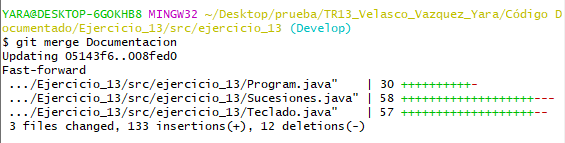 YARA@DESKTOP-6GOKHB8 MINGW32 ~/Desktop/prueba/TR13_Velasco_Vazquez_Yara/Código D
ocumentado/Ejercicio_13/src/ejercicio_13 (Develop)
$ git merge Documentacion
Updating 05143f6..008fed0
Fast-forward
.../Ejercicio_13/src/ejercicio_13/Program.java" | 30 ++++++++++-
.../Ejercicio_13/src/ejercicio_13/Sucesiones.java" | 58 ++++++++++++++++++++---
.../Ejercicio_13/src/ejercicio_13/Teclado.java" | 57 +++++++++++++++++++--
3 files changed, 133 insertions(+), 12 deletions(-)